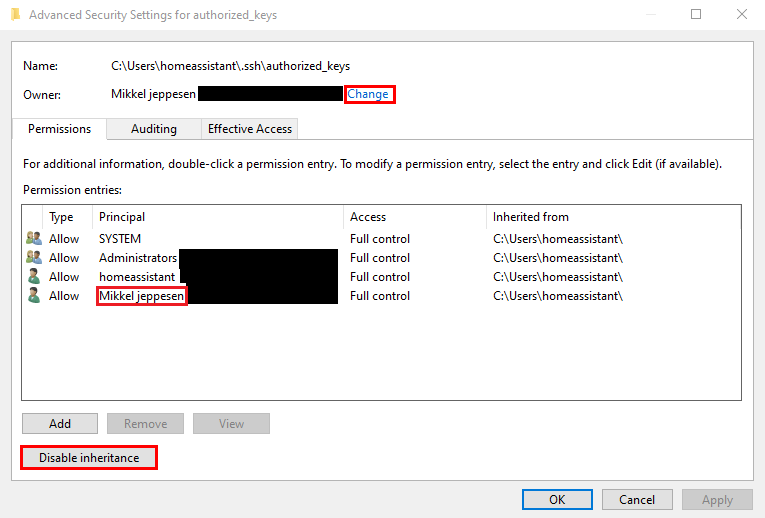 Advanced Security Settings for authorized_keys
Name: C:\Users\homeassistant\.ssh\authorized_keys
Owner: Mikkel jeppesen Change
Permissions Auditing Effective Access
For additional information, double-click a permission entry. To modify a permission entry, select the entry and click Edit (if available).
Permission entries:
Type Principal Access Inherited from
Allow SYSTEM Full control C:\Users\homeassistant\
Allow Administrators Full control C:\Users\homeassistant\
Allow homeassistant Full control C:\Users\homeassistant\
Allow Mikkel jeppesen Full control C:\Users\homeassistant\
Add Remove View
Disable inheritance
OK Cancel Apply